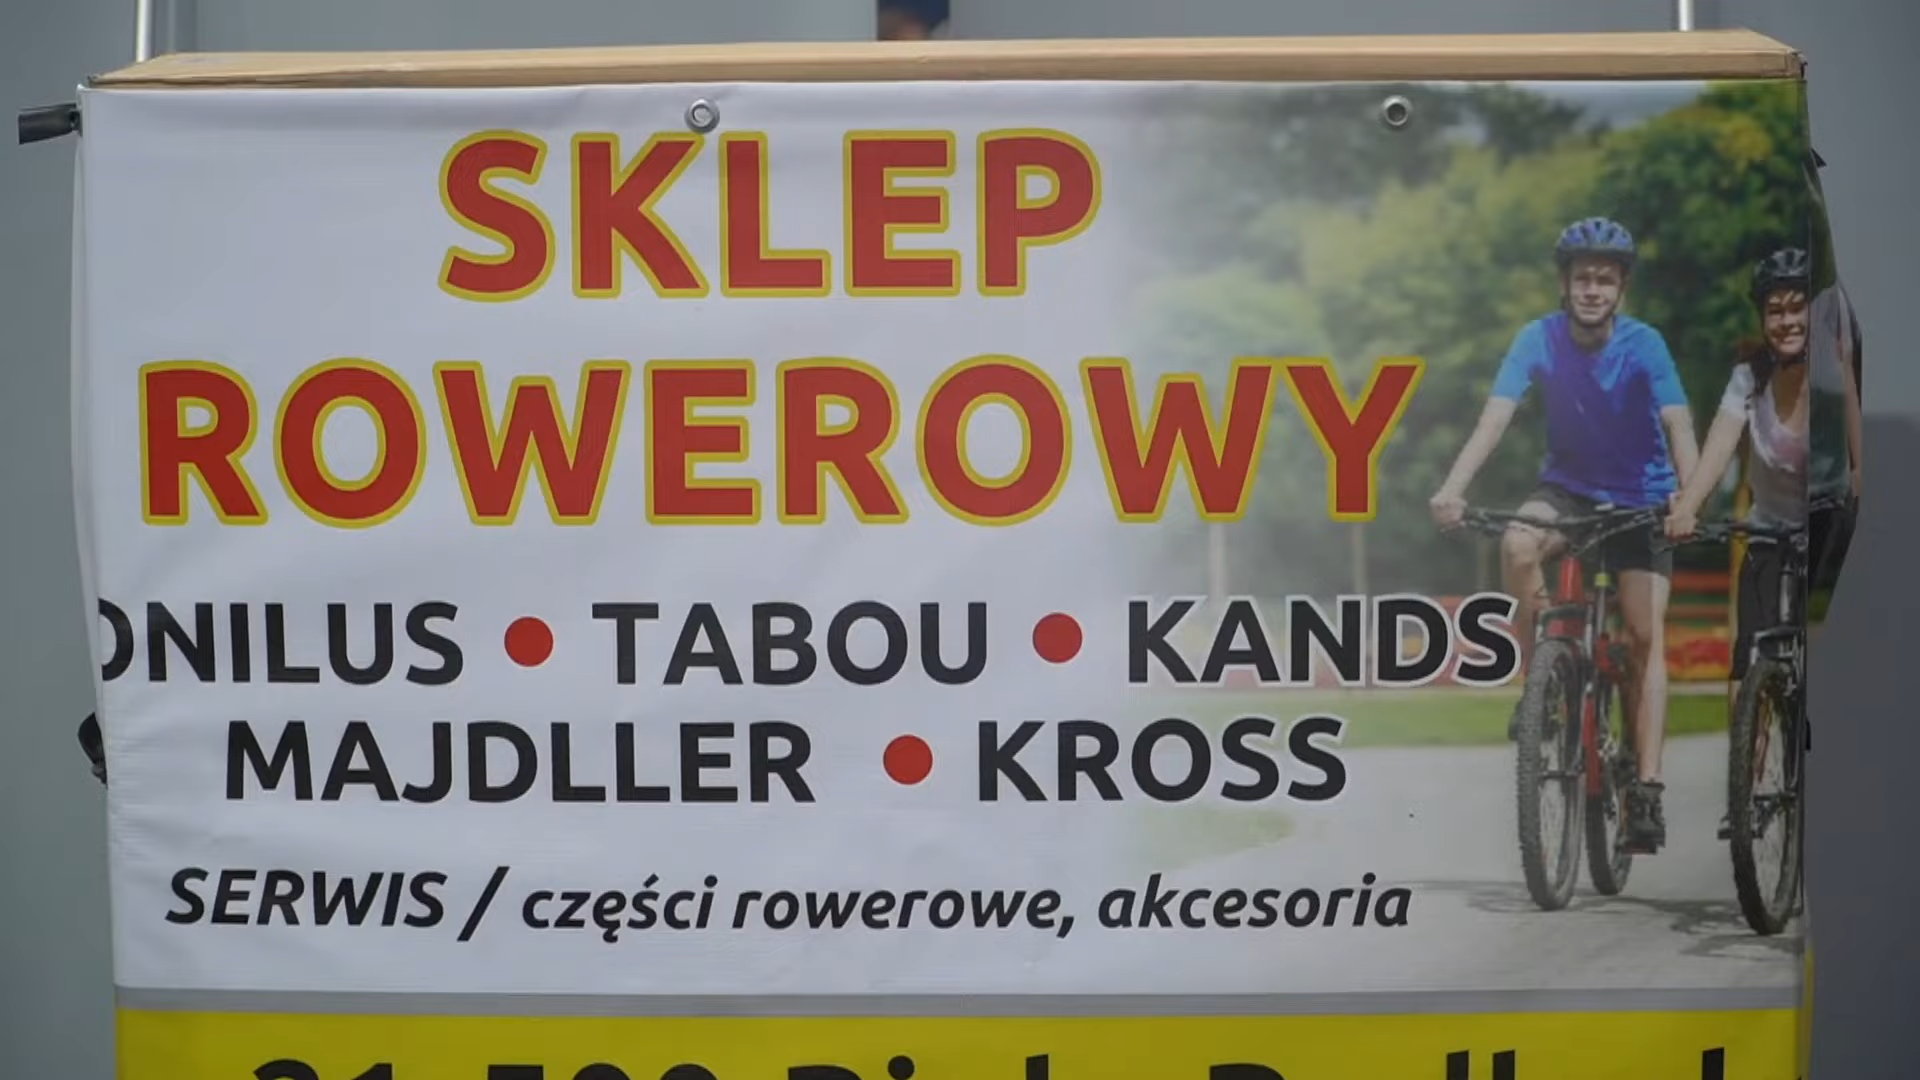 SKLEP
ROWEROWY
ONILUS • TABOU • KANDS
MAJDLLER • KROSS
SERWIS / części rowerowe, akcesoria